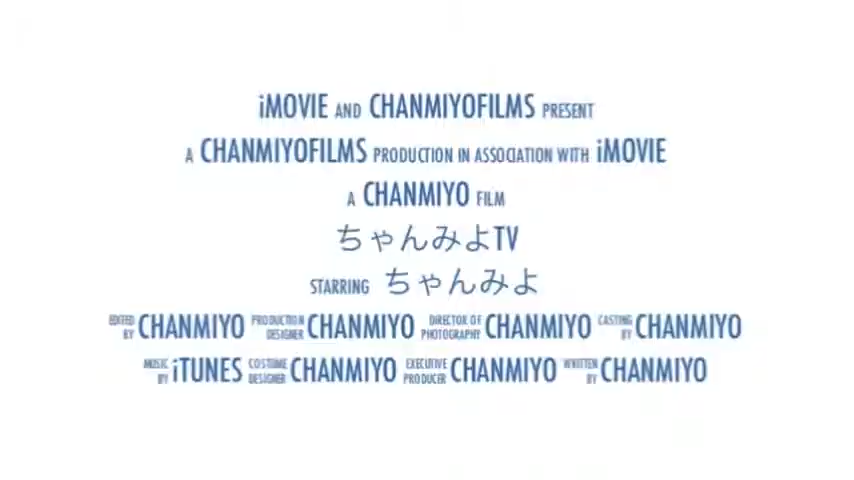 iMOVIE AND CHANMIYOFILMS PRESENT
A CHANMIYOFILMS PRODUCTION IN ASSOCIATION WITH iMOVIE
A CHANMIYO FILM
ちゃんみよTV
STARRING ちゃんみよ
EDITED BY CHANMIYO PRODUCTION DESIGNER CHANMIYO DIRECTOR OF PHOTOGRAPHY CHANMIYO CASTING BY CHANMIYO
MUSIC BY iTUNES COSTUME DESIGNER CHANMIYO EXECUTIVE PRODUCER CHANMIYO WRITTEN BY CHANMIYO